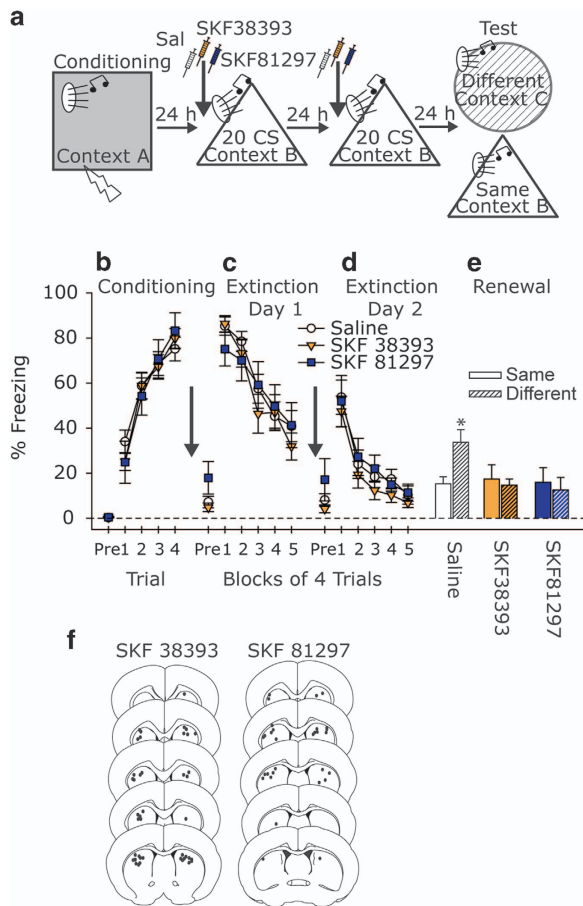 a
SKF38393
Sal
SKF81297
Conditioning
Test
24 h
24 h
24 h
Context A
20 CS
Context B
20 CS
Context B
Different
Context C
Same
Context B
b
c
d
e
Conditioning
Extinction
Day 1
Extinction
Day 2
Renewal
Saline
SKF 38393
SKF 81297
Same
Different
*
% Freezing
100
80
60
40
20
0
Pre1 2 3 4
Pre1 2 3 4 5
Pre1 2 3 4 5
Trial
Blocks of 4 Trials
Saline
SKF38393
SKF81297
f
SKF 38393
SKF 81297